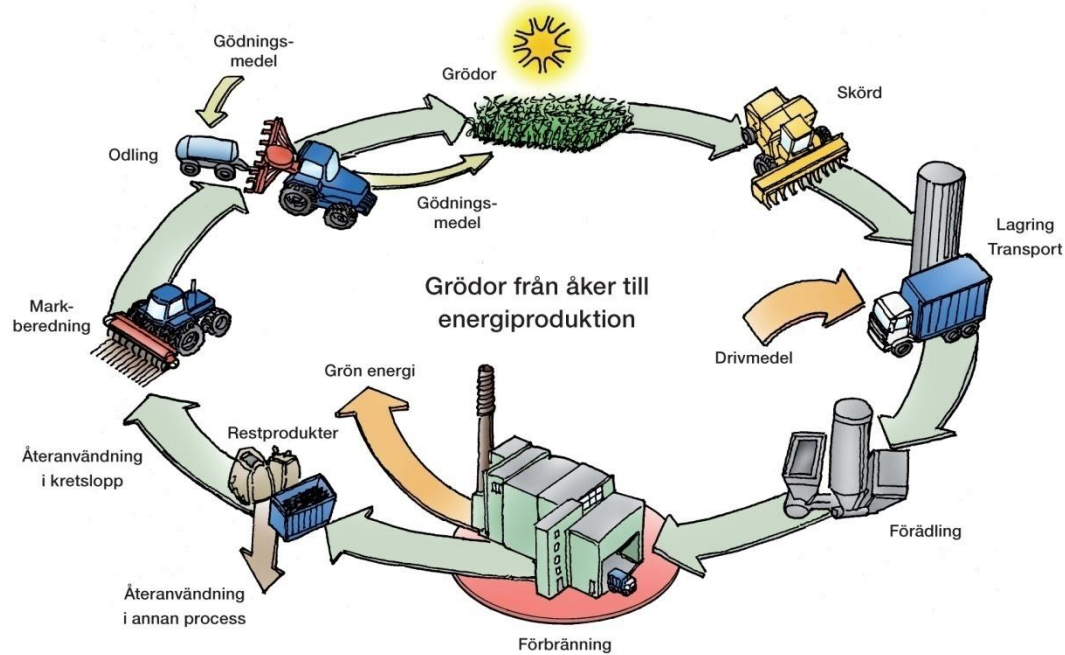 Gödnings-
medel
Grödor
Skörd
Odling
Gödnings-
medel
Lagring
Transport
Grödor från åker till
energiproduktion
Mark-
beredning
Drivmedel
Grön energi
Restprodukter
Återanvändning
i kretslopp
Förädling
Återanvändning
i annan process
Förbränning